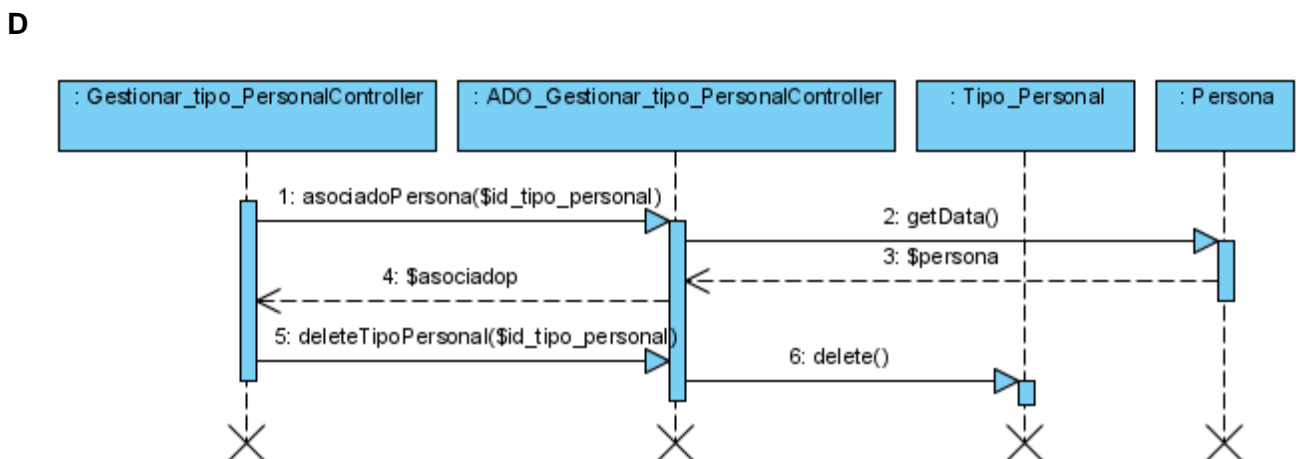 D
: Gestionar_tipo_PersonalController
: ADO_Gestionar_tipo_PersonalController
: Tipo_Personal
: Persona
1: asociadoPersona($id_tipo_personal)
2: getData()
3: $persona
4: $asociadop
5: deleteTipoPersonal($id_tipo_personal)
6: delete()